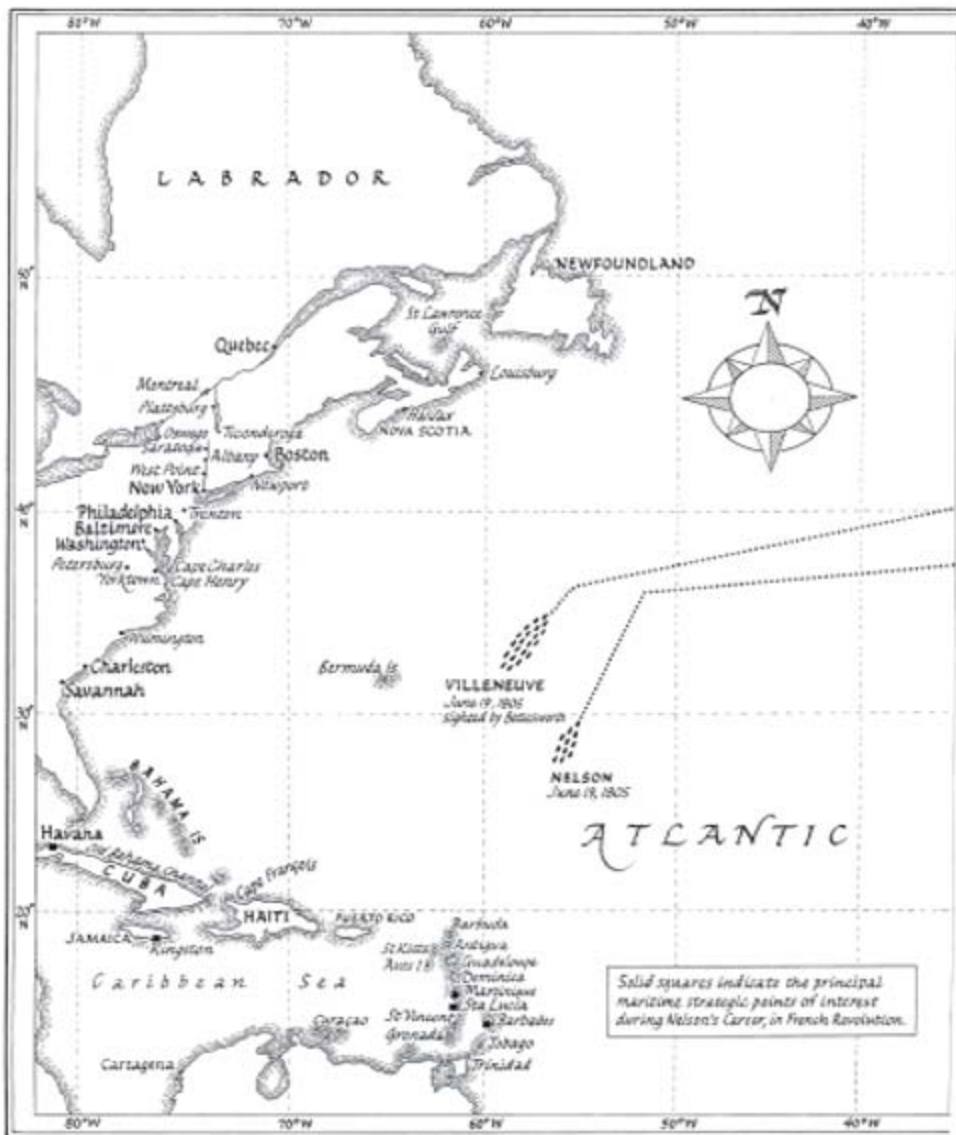 80°W 70°W 60°W 50°W 40°W
LABRADOR
50°
NEWFOUNDLAND
St Lawrence
Gulf
N
Quebec
Louisburg
Montreal
Plattsburg
Halifax
NOVA SCOTIA
Oswego
Ticonderoga
Saratoga
Albany
Boston
West Point
New York
Newport
40°
Philadelphia
Trenton
Baltimore
Washington
Petersburg
Cape Charles
Yorktown
Cape Henry
Wilmington
Bermuda Is.
Charleston
Savannah
VILLENEUVE
June 19, 1805
sighted by Bettesworth
30°
NELSON
June 19, 1805
BAHAMA IS
ATLANTIC
Havana
Old Bahama Channel
CUBA
Cape François
20°
HAITI
PUERTO RICO
JAMAICA
Kingston
Barbuda
St Kitts
Antigua
Guadeloupe
Dominica
Martinique
Sta Lucia
Caribbean Sea
St Vincent
Barbados
Curaçao
Grenada
Tobago
Cartagena
Trinidad
Solid squares indicate the principal
maritime strategic points of interest
during Nelson's Career, in French Revolution.
80°W 70°W 60°W 50°W 40°W